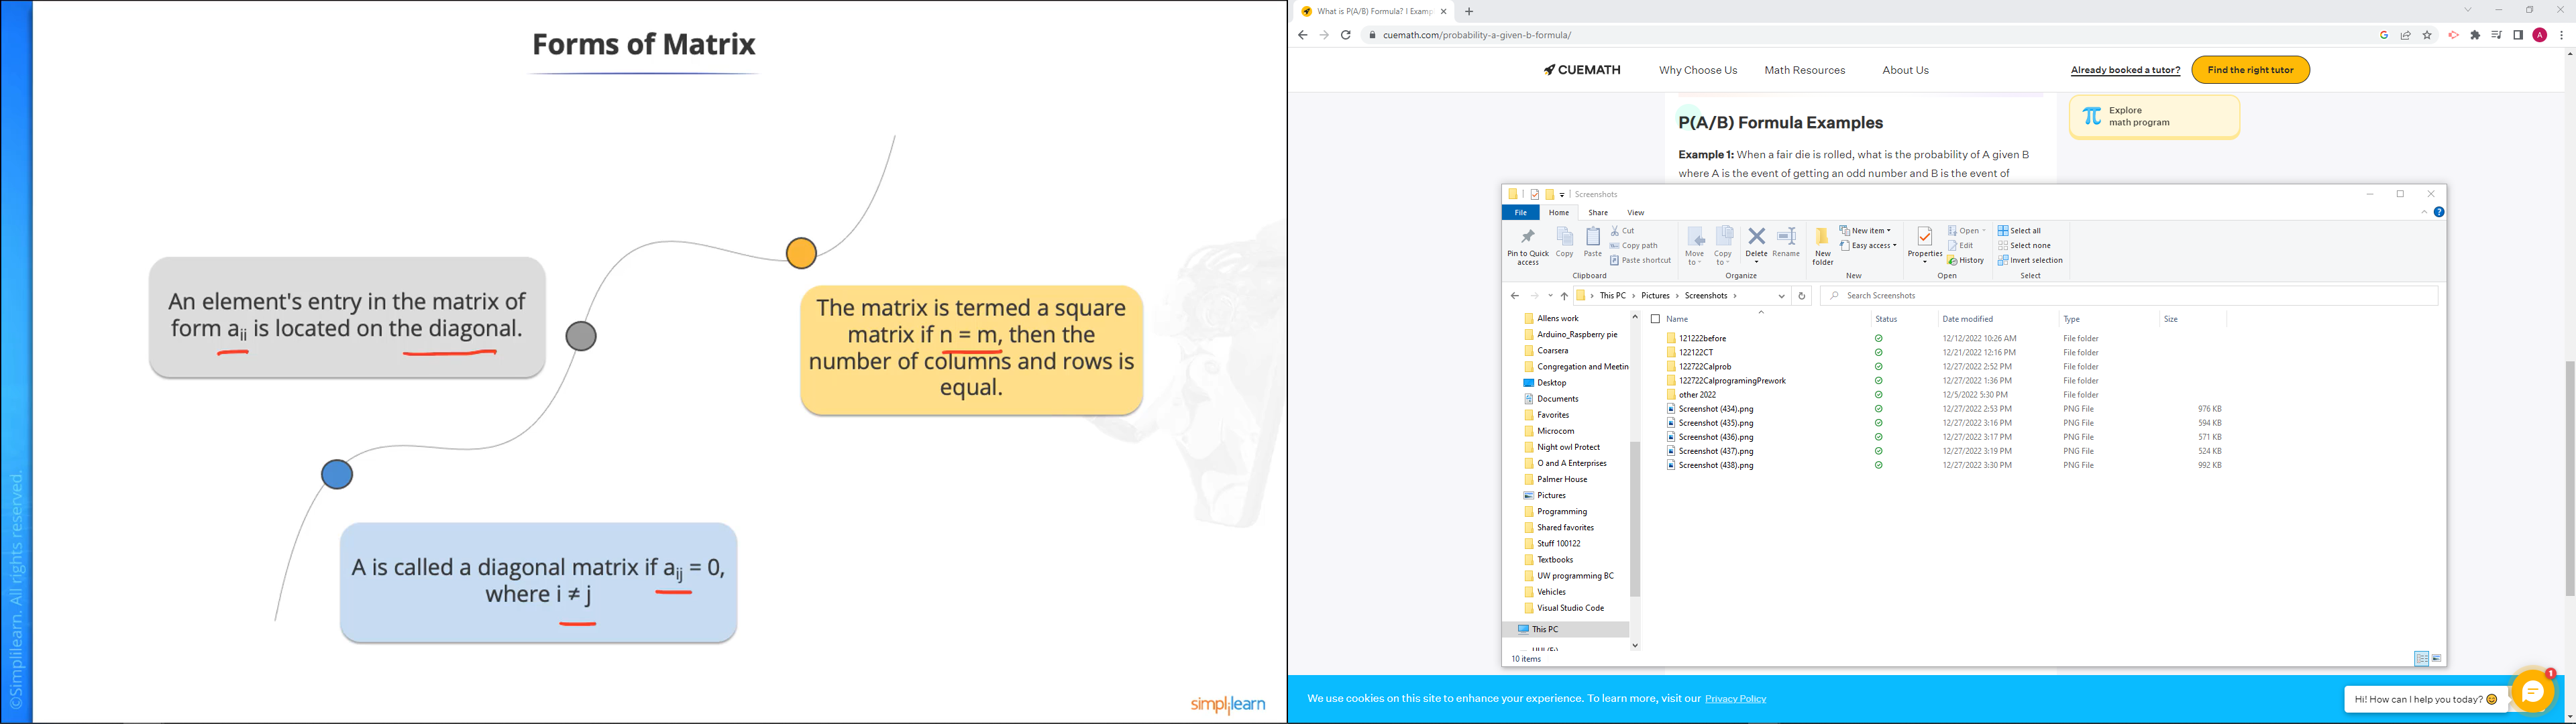 Forms of Matrix
An element's entry in the matrix of
form aii is located on the diagonal.
The matrix is termed a square
matrix if n = m, then the
number of columns and rows is
equal.
A is called a diagonal matrix if aij = 0,
where i ≠ j
©Simplilearn. All rights reserved.
simplilearn
What is P(A/B) Formula? | Examp
cuemath.com/probability-a-given-b-formula/
A
CUEMATH
Why Choose Us
Math Resources
About Us
Already booked a tutor?
Find the right tutor
Explore
math program
P(A/B) Formula Examples
Example 1: When a fair die is rolled, what is the probability of A given B
where A is the event of getting an odd number and B is the event of
Screenshots
File Home Share View
Pin to Quick
access
Copy
Paste
Cut
Copy path
Paste shortcut
Clipboard
Move
to
Copy
to
Delete
Rename
Organize
New
folder
New item
Easy access
New
Properties
Open
Edit
History
Open
Select all
Select none
Invert selection
Select
This PC > Pictures > Screenshots >
Search Screenshots
Allens work
Arduino_Raspberry pie
Coarsera
Congregation and Meetin
Desktop
Documents
Favorites
Microcom
Night owl Protect
O and A Enterprises
Palmer House
Pictures
Programming
Shared favorites
Stuff 100122
Textbooks
UW programming BC
Vehicles
Visual Studio Code
This PC
Name Status Date modified Type Size
121222before 12/12/2022 10:26 AM File folder
122122CT 12/21/2022 12:16 PM File folder
122722Calprob 12/27/2022 2:52 PM File folder
122722CalprogramingPrework 12/27/2022 1:36 PM File folder
other 2022 12/5/2022 5:30 PM File folder
Screenshot (434).png 12/27/2022 2:53 PM PNG File 976 KB
Screenshot (435).png 12/27/2022 3:16 PM PNG File 594 KB
Screenshot (436).png 12/27/2022 3:17 PM PNG File 571 KB
Screenshot (437).png 12/27/2022 3:19 PM PNG File 524 KB
Screenshot (438).png 12/27/2022 3:30 PM PNG File 992 KB
10 items
We use cookies on this site to enhance your experience. To learn more, visit our Privacy Policy
Hi! How can I help you today? 😊
1